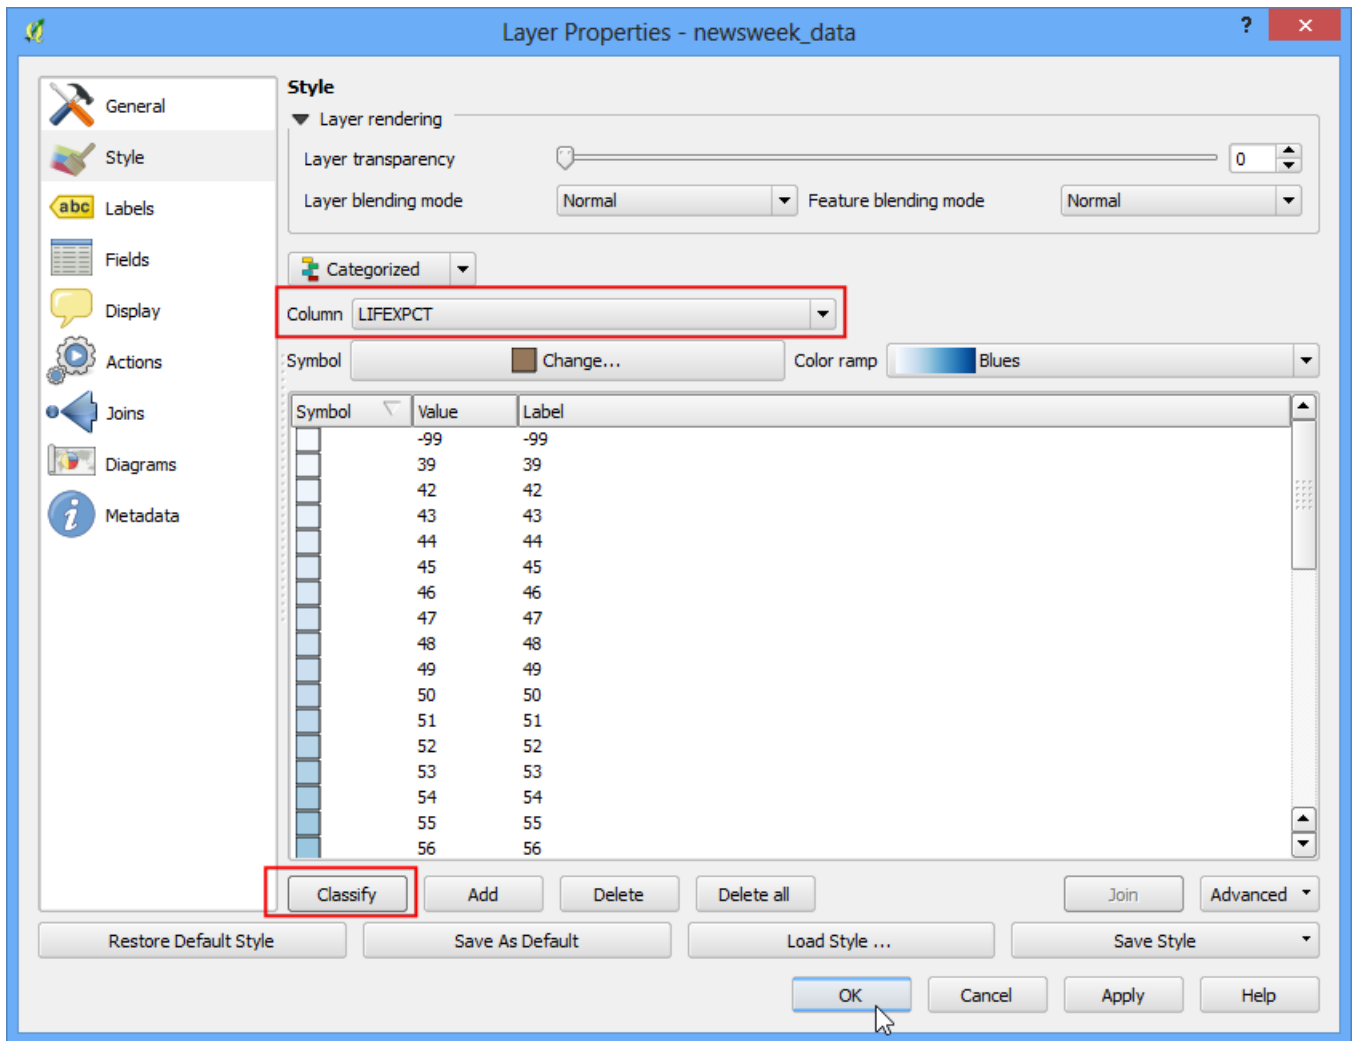 Layer Properties - newsweek_data ?
General
Style
abc Labels
Fields
Display
Actions
Joins
Diagrams
Metadata
Style
Layer rendering
Layer transparency 0
Layer blending mode Normal Feature blending mode Normal
Categorized
Column LIFEXPCT
Symbol Change... Color ramp Blues
Symbol Value Label
-99 -99
39 39
42 42
43 43
44 44
45 45
46 46
47 47
48 48
49 49
50 50
51 51
52 52
53 53
54 54
55 55
56 56
Classify Add Delete Delete all Join Advanced
Restore Default Style Save As Default Load Style ... Save Style
OK Cancel Apply Help